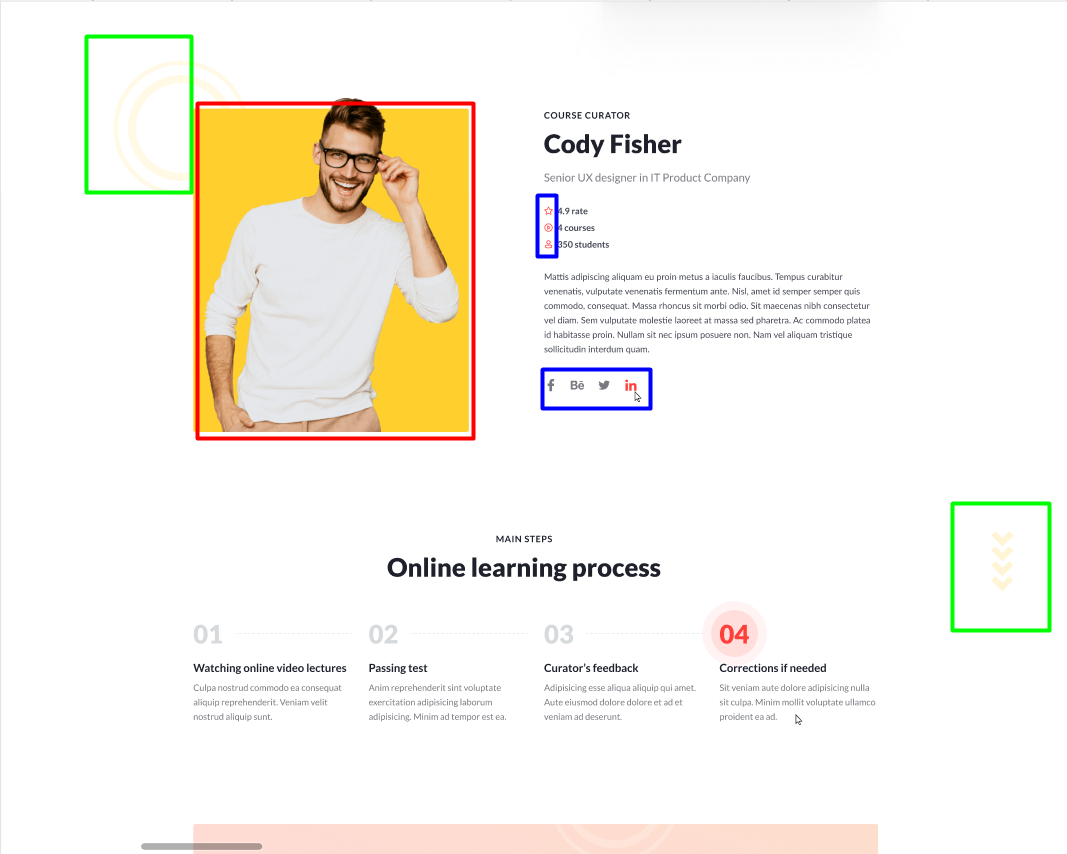 COURSE CURATOR
Cody Fisher
Senior UX designer in IT Product Company
4.9 rate
4 courses
350 students
Mattis adipiscing aliquam eu proin metus a iaculis faucibus. Tempus curabitur
venenatis, vulputate venenatis fermentum ante. Nisl, amet id semper semper quis
commodo, consequat. Massa rhoncus sit morbi odio. Sit maecenas nibh consectetur
vel diam. Sem vulputate molestie laoreet at massa sed pharetra. Ac commodo platea
id habitasse proin. Nullam sit nec ipsum posuere non. Nam vel aliquam tristique
sollicitudin interdum quam.
f Bē in
MAIN STEPS
Online learning process
01
Watching online video lectures
Culpa nostrud commodo ea consequat
aliquip reprehenderit. Veniam velit
nostrud aliquip sunt.
02
Passing test
Anim reprehenderit sint voluptate
exercitation adipisicing laborum
adipisicing. Minim ad tempor est ea.
03
Curator's feedback
Adipisicing esse aliqua aliquip qui amet.
Aute eiusmod dolore dolore et ad et
veniam ad deserunt.
04
Corrections if needed
Sit veniam aute dolore adipisicing nulla
sit culpa. Minim mollit voluptate ullamco
proident ea ad.